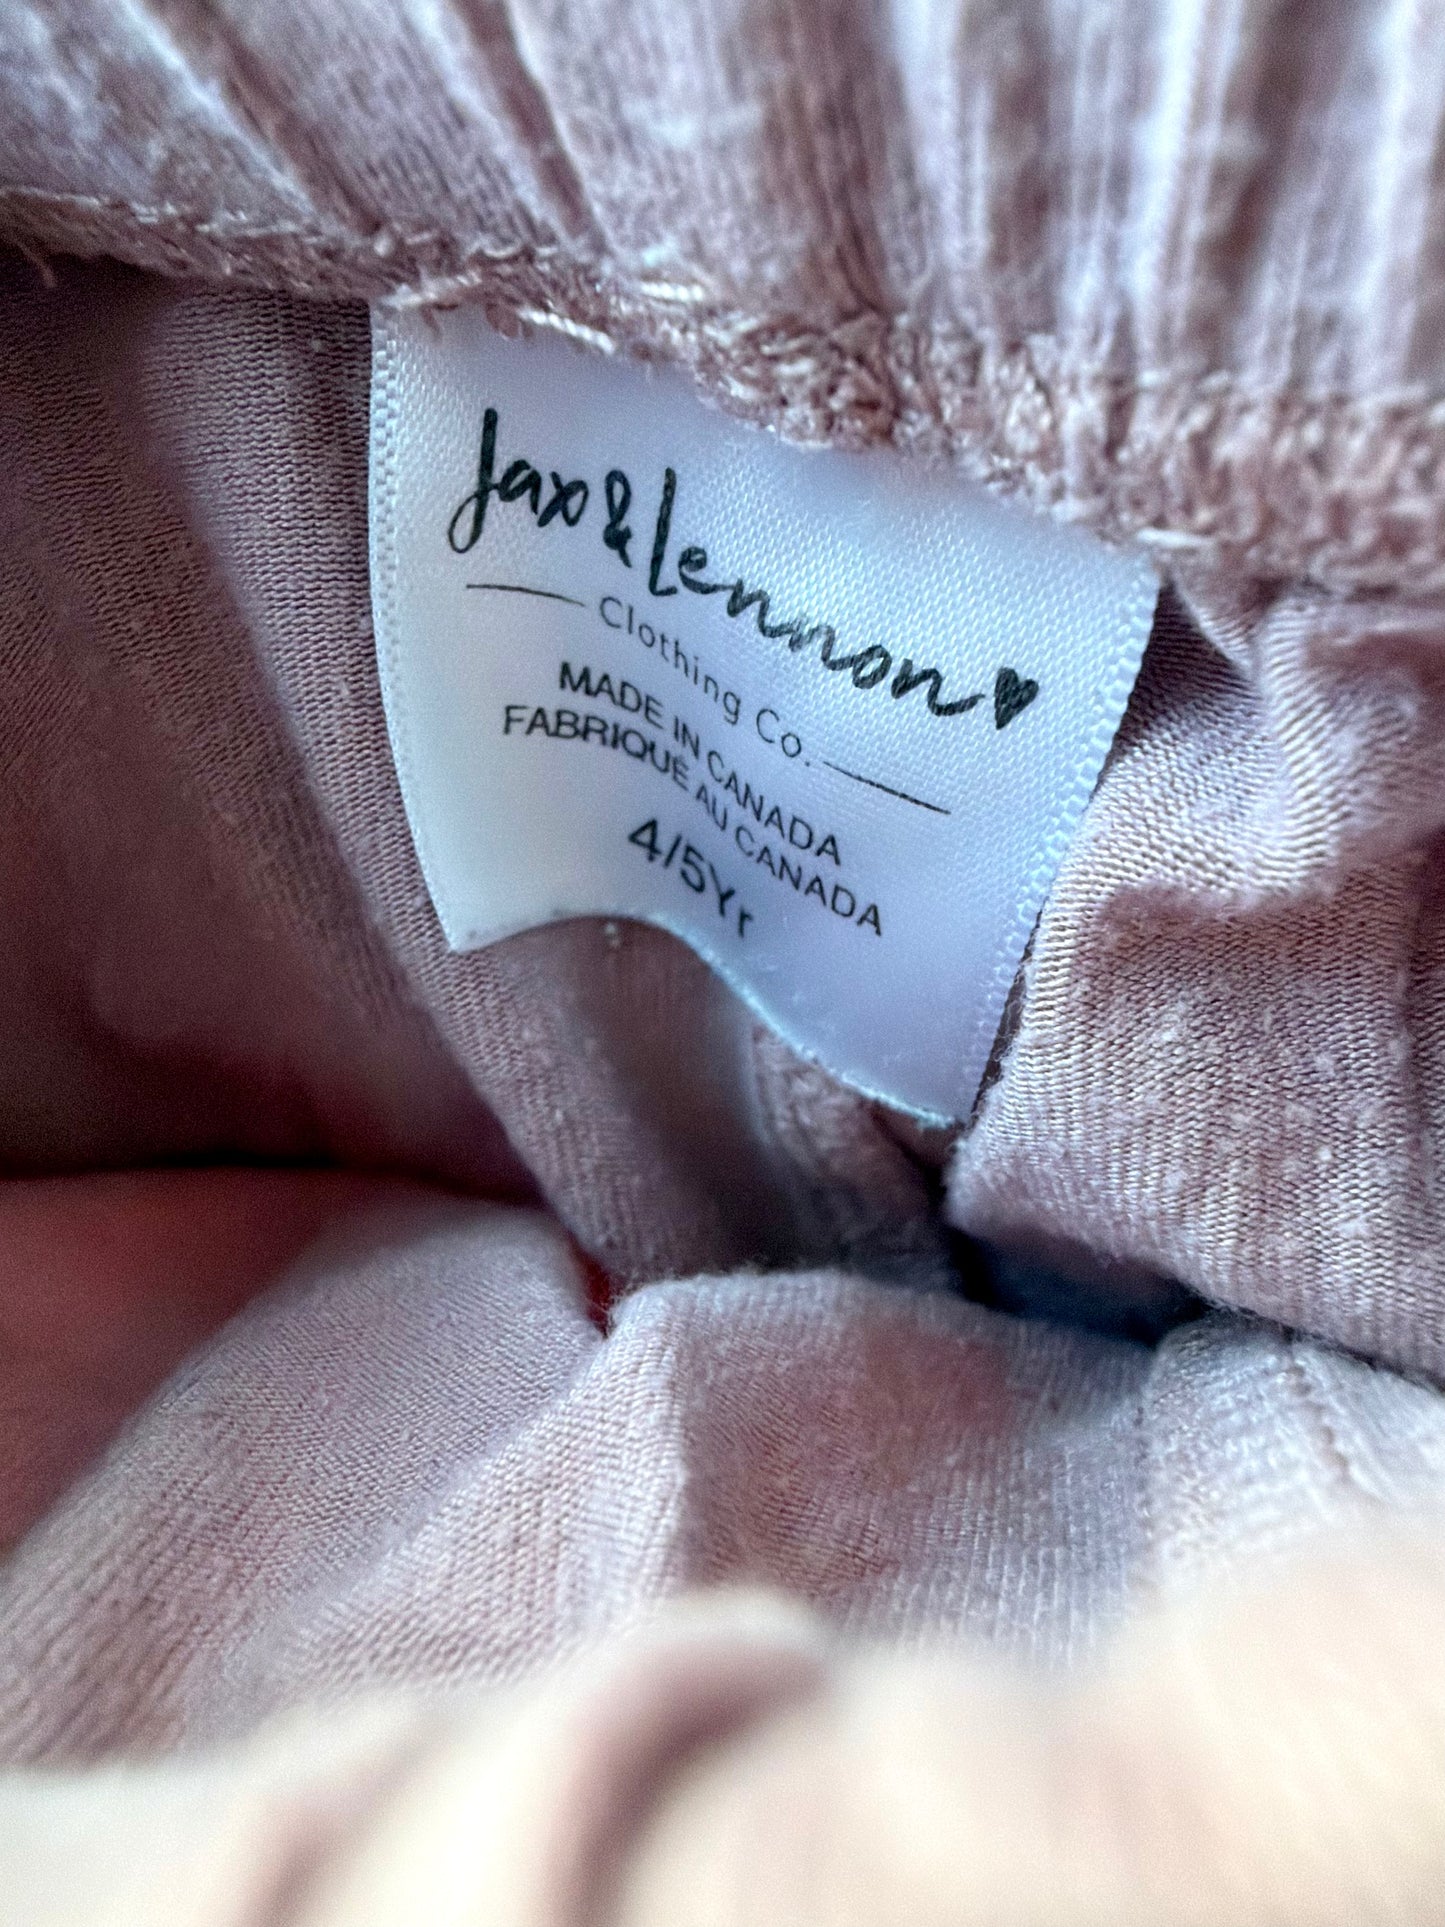 Jax & Lennon♥
Clothing Co.
MADE IN CANADA
FABRIQUÉ AU CANADA
4/5Yr